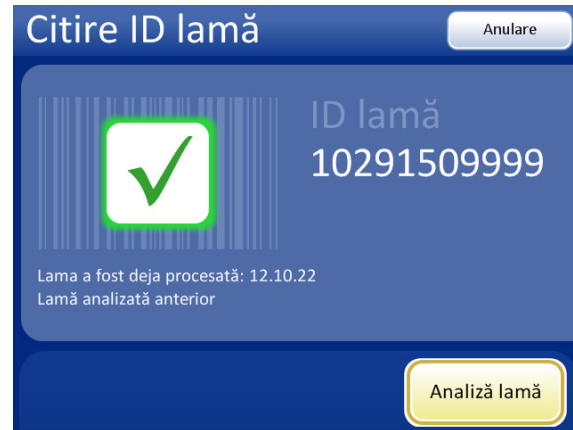 Citire ID lamă
Anulare
ID lamă
10291509999
Lama a fost deja procesată: 12.10.22
Lamă analizată anterior
Analiză lamă